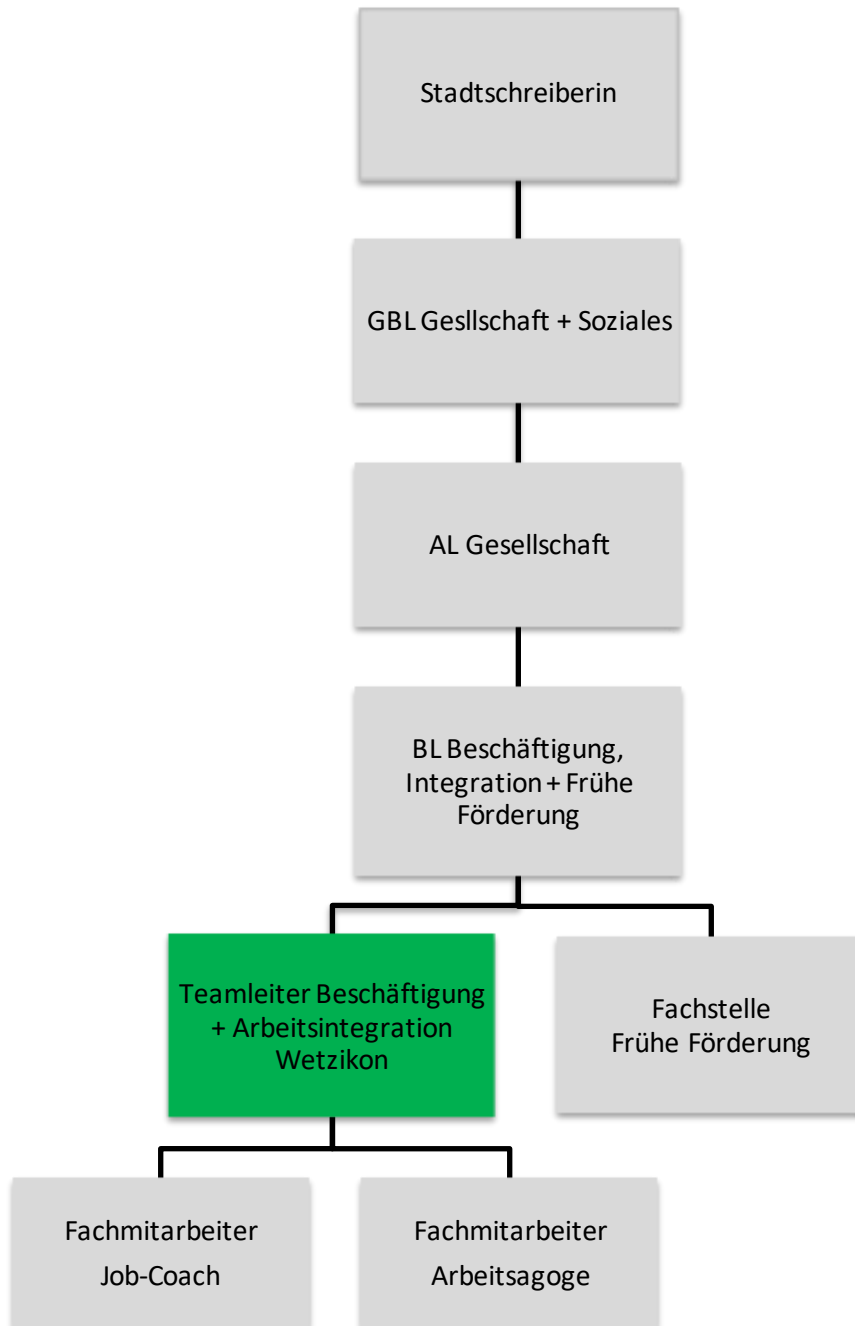 Stadtschreiberin
GBL Gesllschaft + Soziales
AL Gesellschaft
BL Beschäftigung,
Integration + Frühe
Förderung
Teamleiter Beschäftigung
+ Arbeitsintegration
Wetzikon
Fachstelle
Frühe Förderung
Fachmitarbeiter
Job-Coach
Fachmitarbeiter
Arbeitsagoge